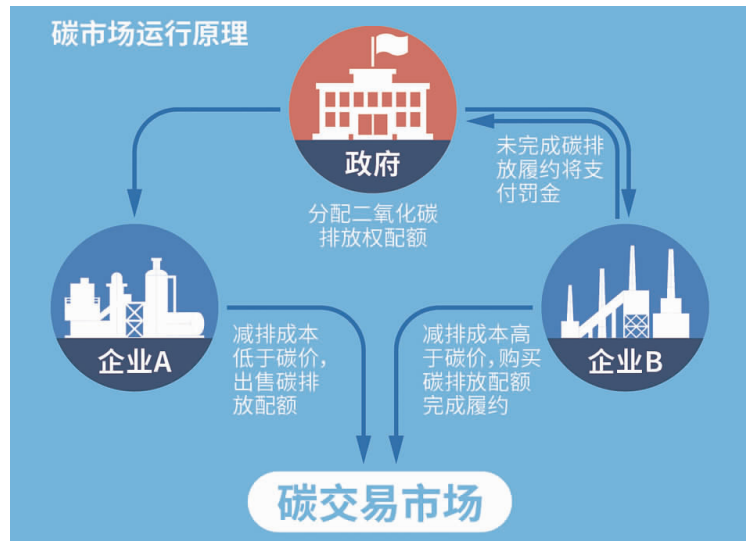 碳市场运行原理
政府
分配二氧化碳
排放权配额
未完成碳排
放履约将支
付罚金
企业A
减排成本
低于碳价，
出售碳排
放配额
减排成本高
于碳价，购买
碳排放配额
完成履约
企业B
碳交易市场